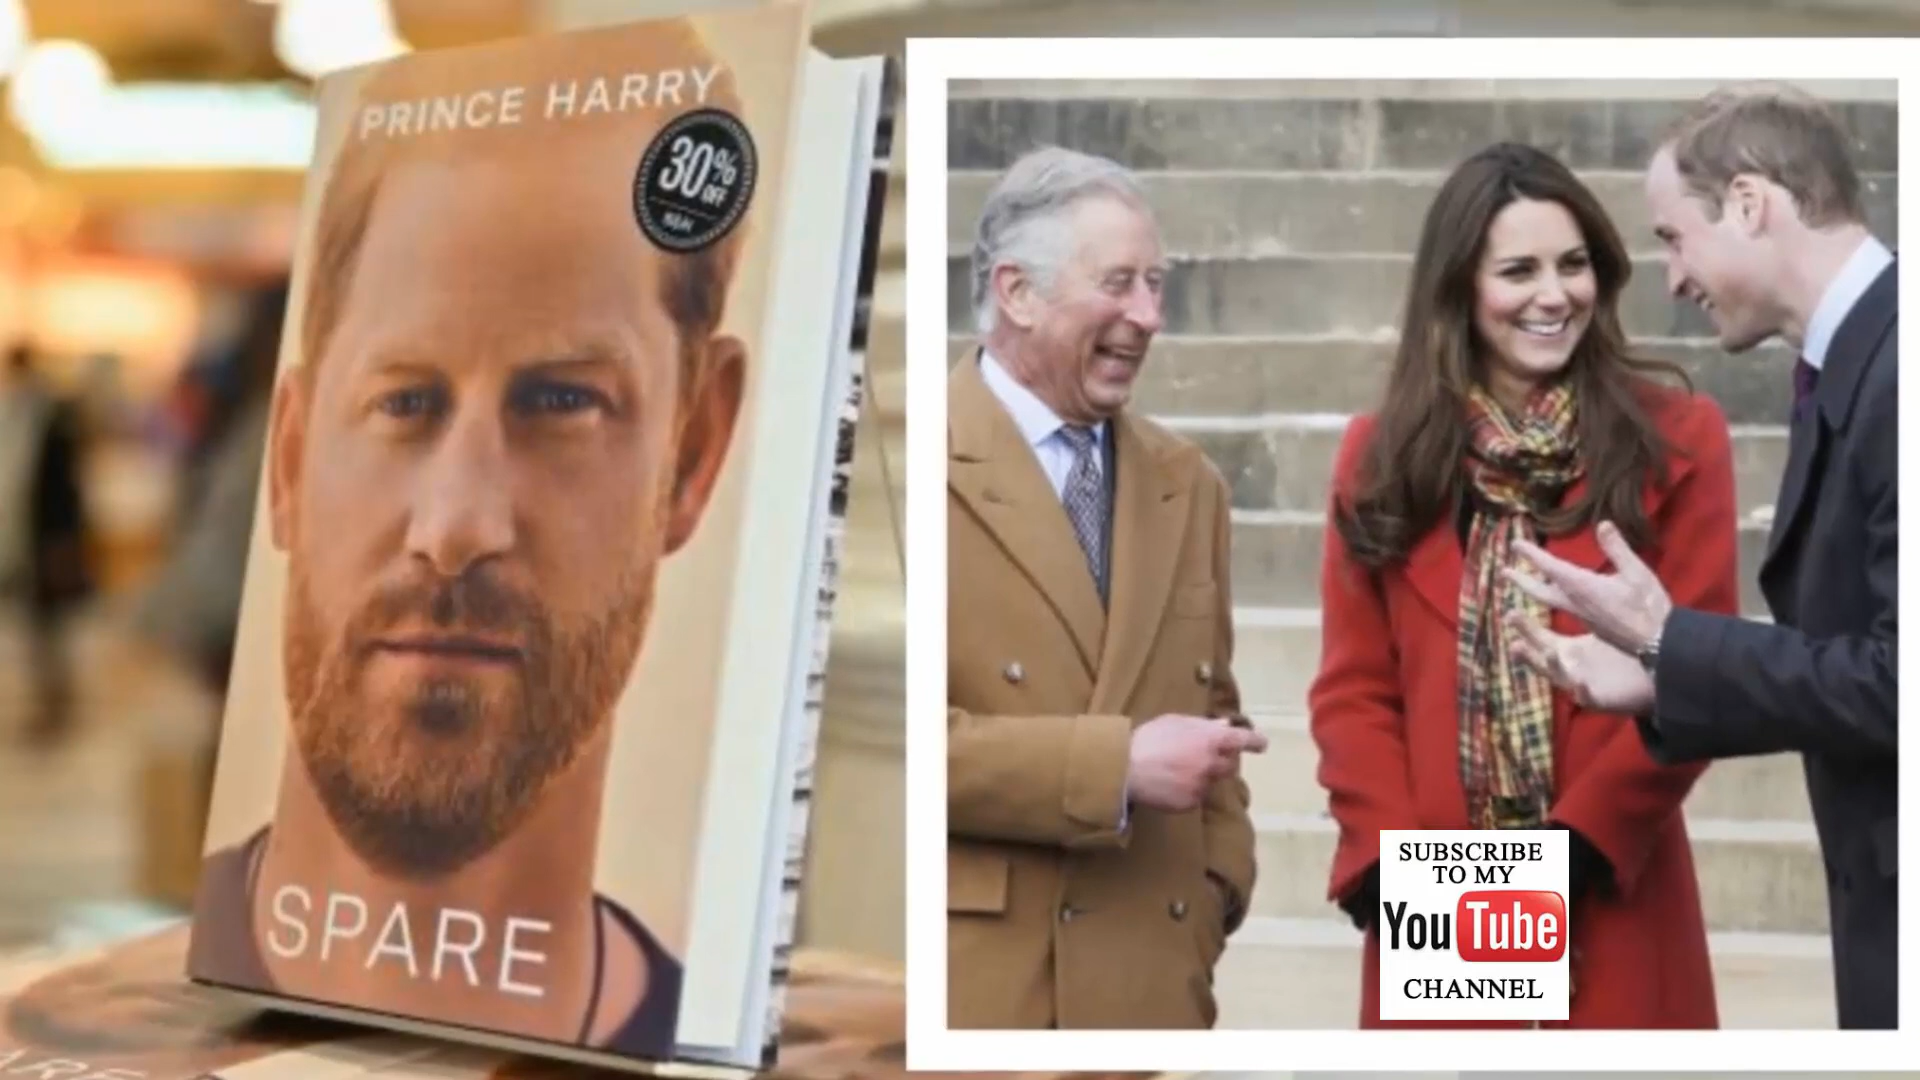 PRINCE HARRY
30%
OFF
SPARE
SUBSCRIBE
TO MY
YouTube
CHANNEL